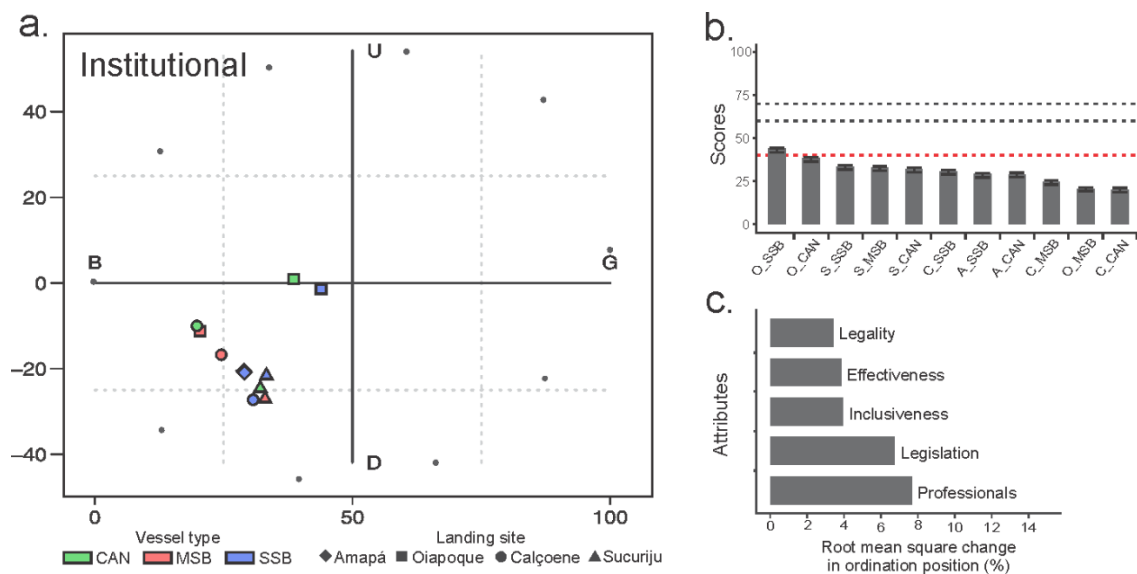 a.
Institutional
U
B
G
D
40
20
0
−20
−40
0
50
100
Vessel type
CAN
MSB
SSB
Landing site
Amapá
Oiapoque
Calçoene
Sucuriju
b.
Scores
100
75
50
25
0
O_SSB
O_CAN
S_SSB
S_MSB
S_CAN
C_SSB
A_SSB
A_CAN
C_MSB
O_MSB
C_CAN
c.
Attributes
Legality
Effectiveness
Inclusiveness
Legislation
Professionals
0 2 4 6 8 10 12 14
Root mean square change
in ordination position (%)